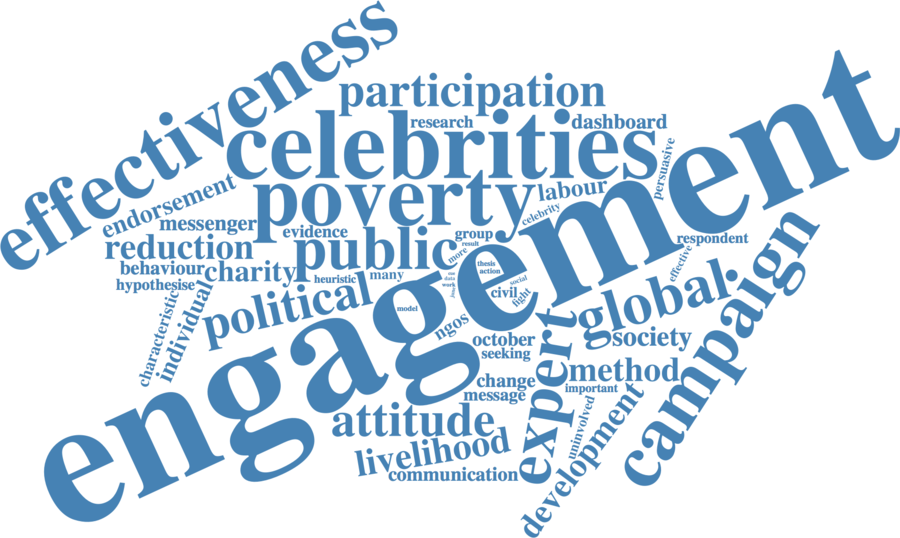 effectiveness
participation
celebrities
research
dashboard
persuasive
endorsement
poverty
labour
celebrity
messenger
evidence
public
group
result
more
reduction
respondent
behaviour
charity
hypothesise
heuristic
many
thesis
action
social
effective
political
individual
characteristic
model
data
work
civil
fight
global
campaign
engagement
ngos
october
seeking
society
expert
method
important
change
message
attitude
livelihood
communication
uninvolved
development